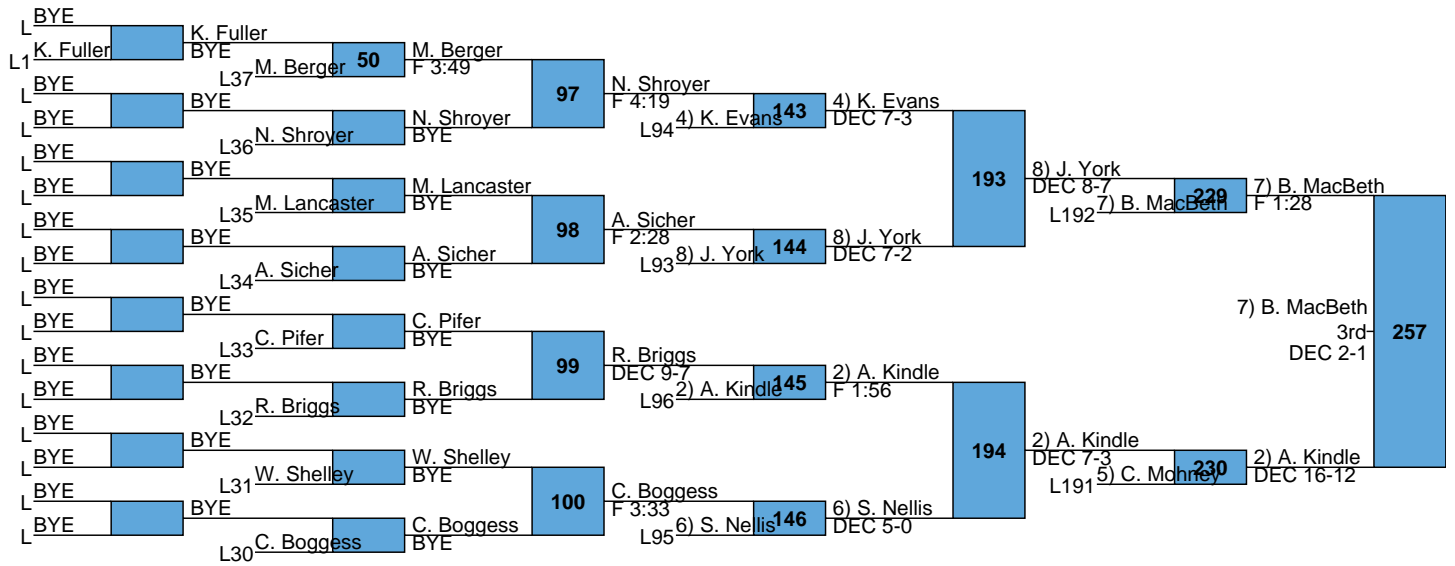 BYE
L
K. Fuller
L1
BYE
L
BYE
L
BYE
L
BYE
L
BYE
L
BYE
L
BYE
L
BYE
L
BYE
L
BYE
L
BYE
L
BYE
L
BYE
L
BYE
L
K. Fuller
BYE
M. Berger
L37
BYE
N. Shroyer
L36
BYE
M. Lancaster
L35
BYE
A. Sicher
L34
BYE
C. Pifer
L33
BYE
R. Briggs
L32
BYE
W. Shelley
L31
BYE
C. Boggess
L30
50
M. Berger
F 3:49
N. Shroyer
BYE
M. Lancaster
BYE
A. Sicher
BYE
C. Pifer
BYE
R. Briggs
BYE
W. Shelley
BYE
C. Boggess
BYE
97
98
99
100
N. Shroyer
F 4:19
4) K. Evans
L94
A. Sicher
F 2:28
8) J. York
L93
R. Briggs
DEC 9-7
2) A. Kindle
L96
C. Boggess
F 3:33
6) S. Nellis
L95
143
144
145
146
4) K. Evans
DEC 7-3
8) J. York
DEC 7-2
2) A. Kindle
F 1:56
6) S. Nellis
DEC 5-0
193
194
8) J. York
DEC 8-7
7) B. MacBeth
L192
2) A. Kindle
DEC 7-3
5) C. Mohney
L191
229
230
7) B. MacBeth
F 1:28
2) A. Kindle
DEC 16-12
257
7) B. MacBeth
3rd
DEC 2-1